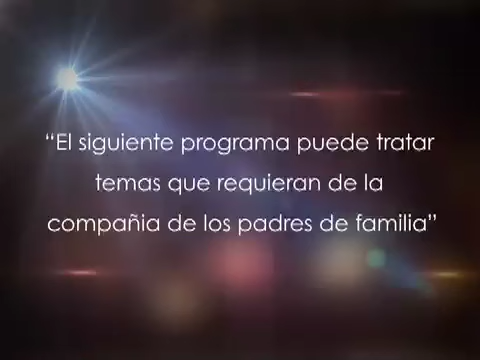 “El siguiente programa puede tratar
temas que requieran de la
compañia de los padres de familia”